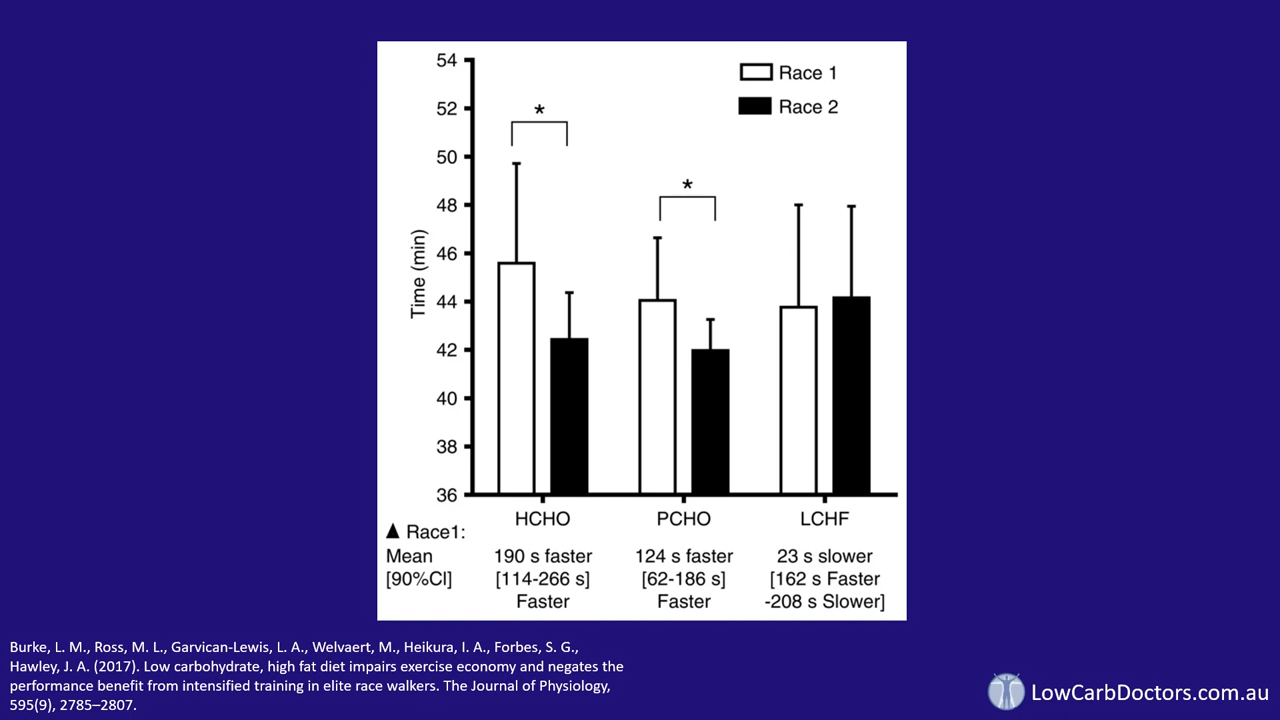 54
52
50
48
46
44
42
40
38
36
Time (min)
Race 1
Race 2
*
*
HCHO PCHO LCHF
▲ Race1:
Mean 190 s faster 124 s faster 23 s slower
[90%CI] [114-266 s] [62-186 s] [162 s Faster
Faster Faster -208 s Slower]
Burke, L. M., Ross, M. L., Garvican-Lewis, L. A., Welvaert, M., Heikura, I. A., Forbes, S. G.,
Hawley, J. A. (2017). Low carbohydrate, high fat diet impairs exercise economy and negates the
performance benefit from intensified training in elite race walkers. The Journal of Physiology,
595(9), 2785–2807.
LowCarbDoctors.com.au